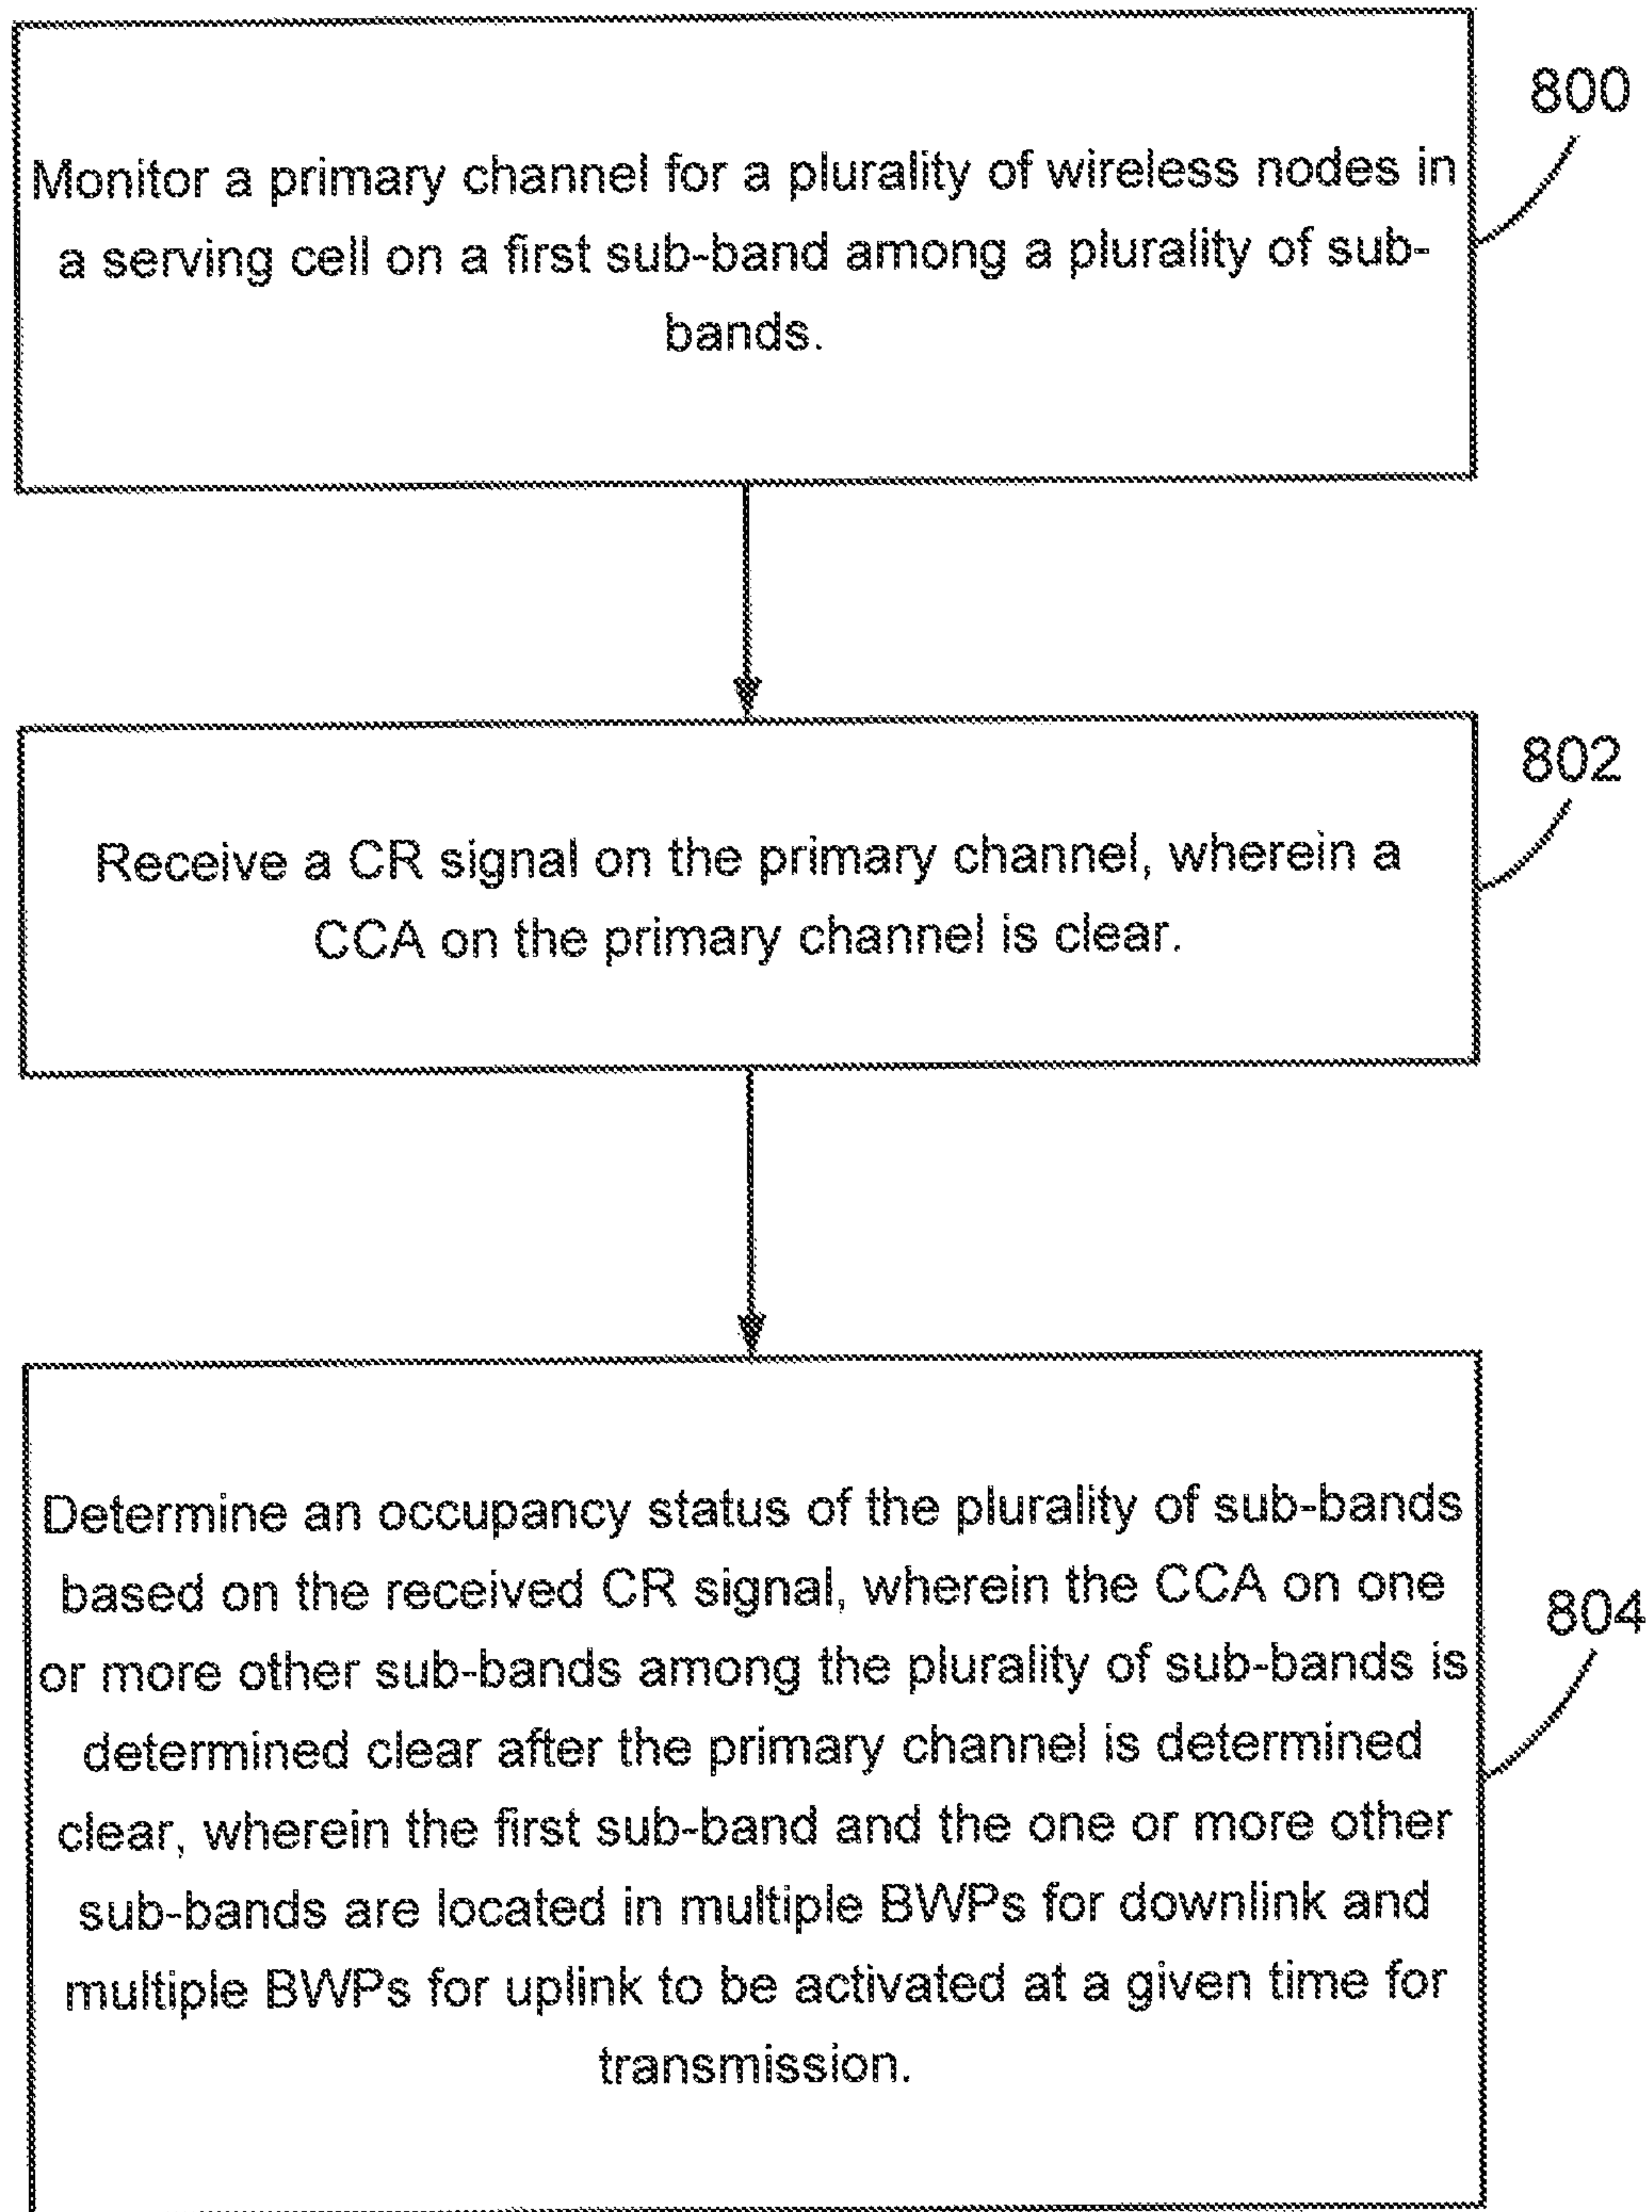 800
Monitor a primary channel for a plurality of wireless nodes in
a serving cell on a first sub-band among a plurality of sub-
bands.
802
Receive a CR signal on the primary channel, wherein a
CCA on the primary channel is clear.
804
Determine an occupancy status of the plurality of sub-bands
based on the received CR signal, wherein the CCA on one
or more other sub-bands among the plurality of sub-bands is
determined clear after the primary channel is determined
clear, wherein the first sub-band and the one or more other
sub-bands are located in multiple BWPs for downlink and
multiple BWPs for uplink to be activated at a given time for
transmission.